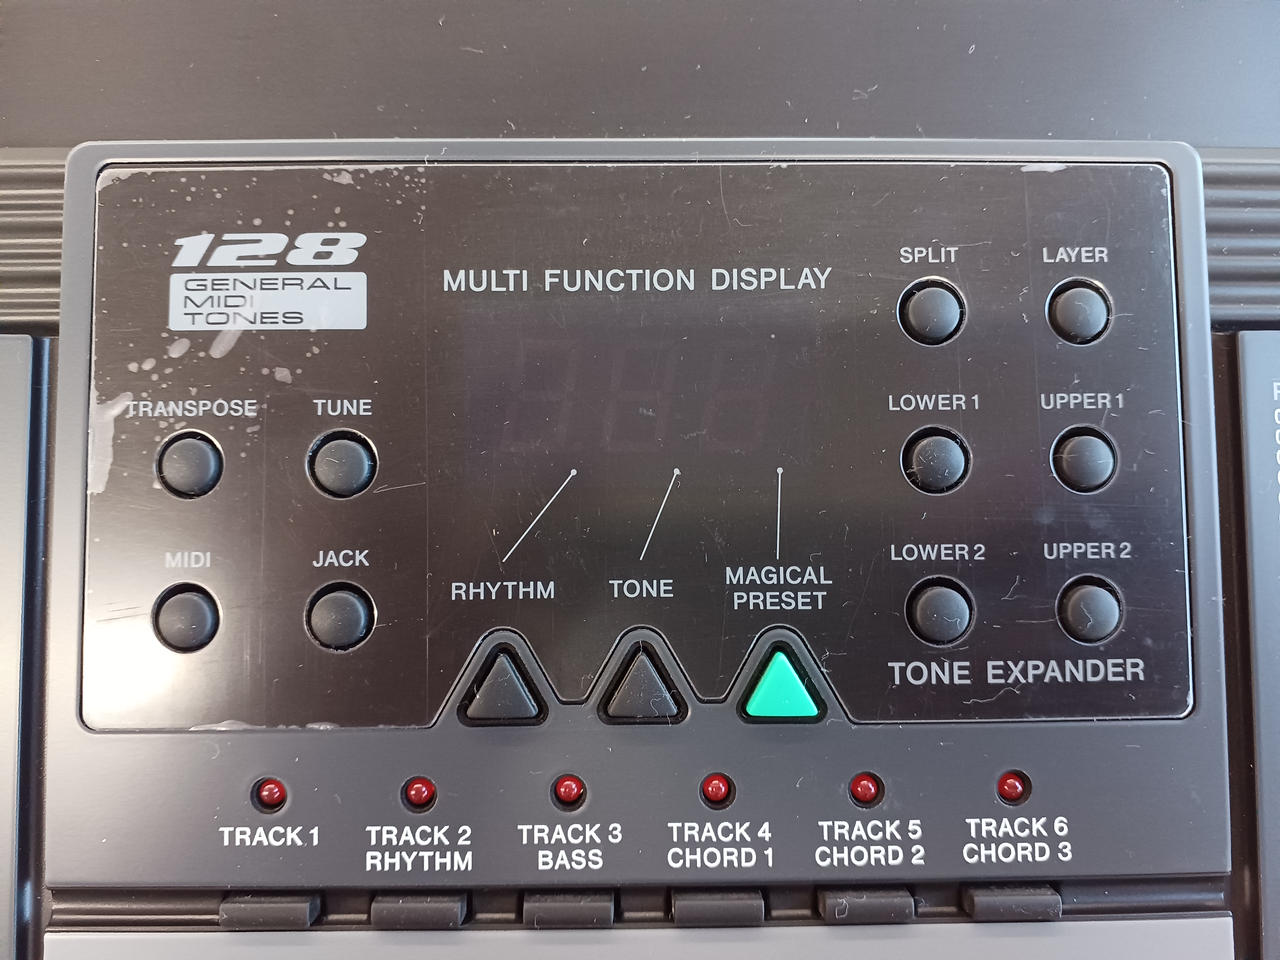 128
GENERAL
MIDI
TONES
MULTI FUNCTION DISPLAY
SPLIT
LAYER
TRANSPOSE
TUNE
LOWER 1
UPPER 1
MIDI
JACK
LOWER 2
UPPER 2
RHYTHM
TONE
MAGICAL
PRESET
TONE EXPANDER
TRACK 1
TRACK 2
RHYTHM
TRACK 3
BASS
TRACK 4
CHORD 1
TRACK 5
CHORD 2
TRACK 6
CHORD 3